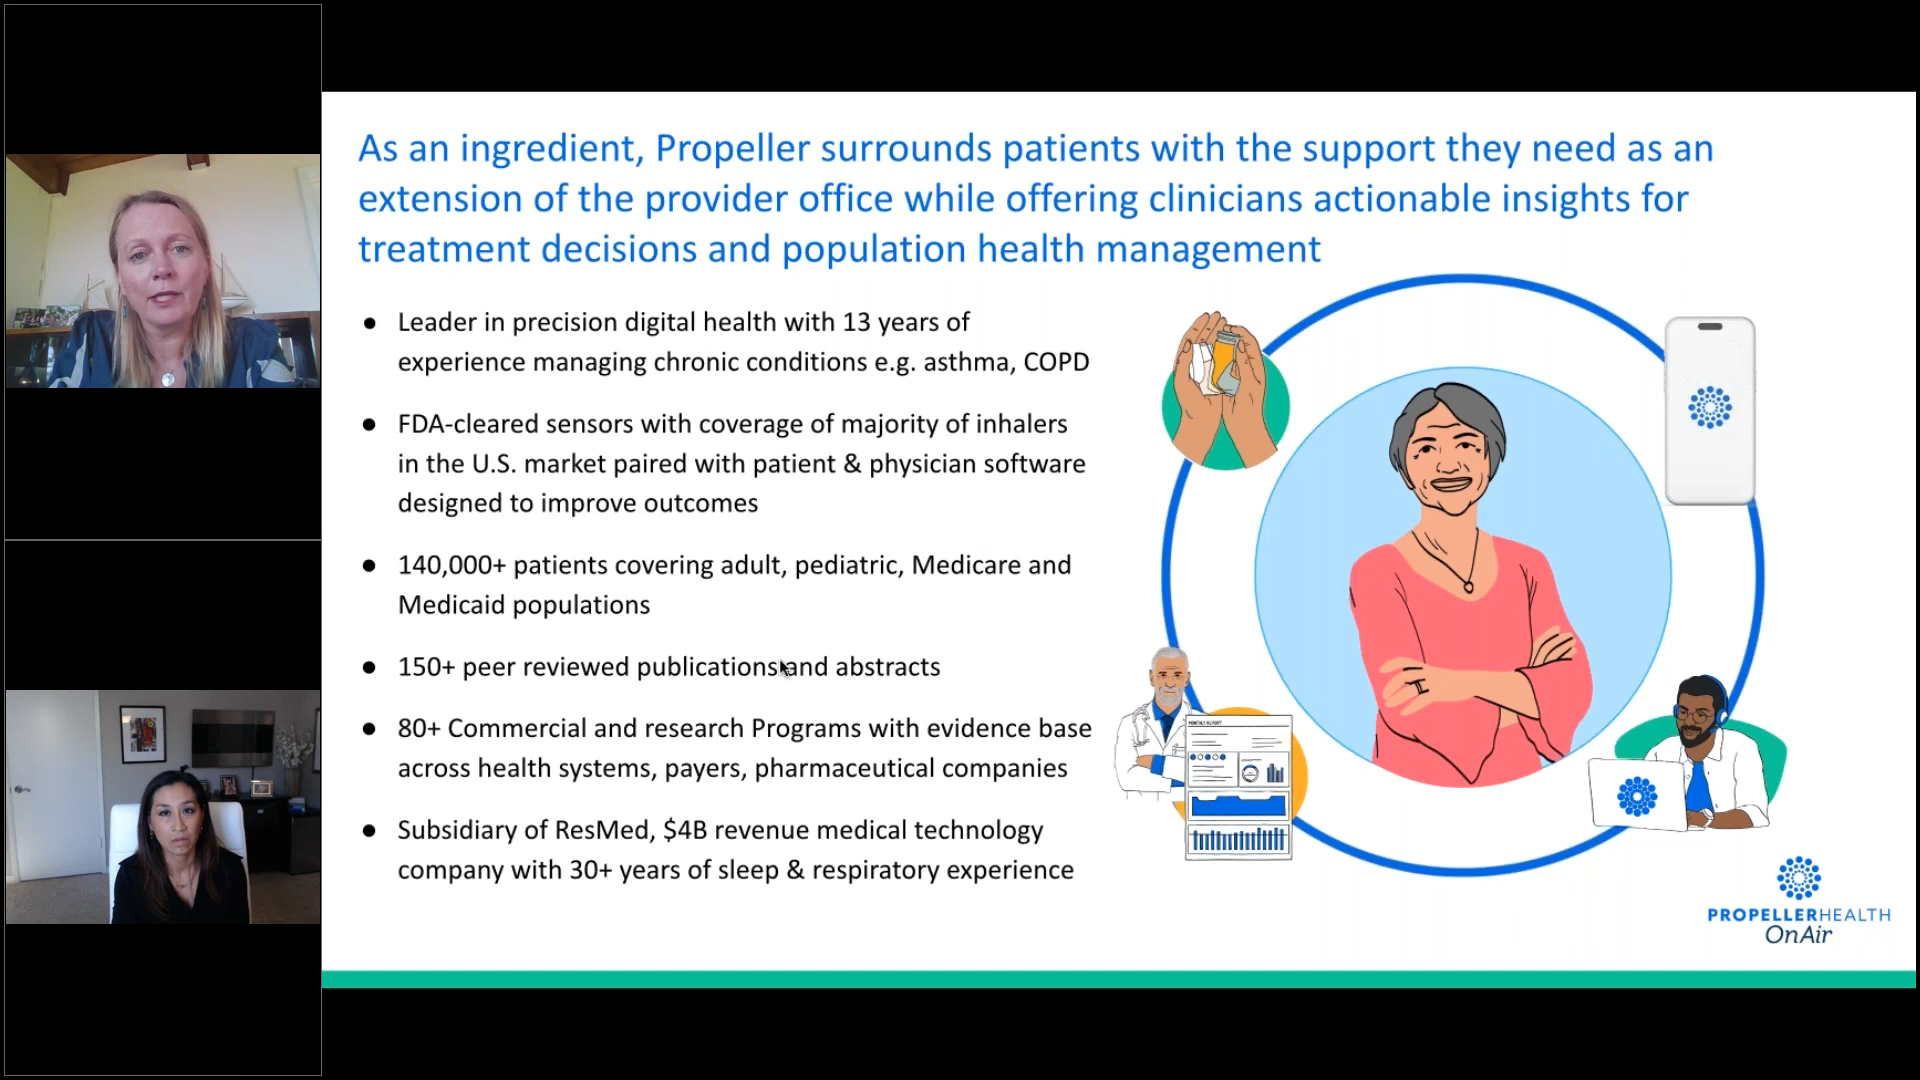 As an ingredient, Propeller surrounds patients with the support they need as an
extension of the provider office while offering clinicians actionable insights for
treatment decisions and population health management
● Leader in precision digital health with 13 years of
experience managing chronic conditions e.g. asthma, COPD
● FDA-cleared sensors with coverage of majority of inhalers
in the U.S. market paired with patient & physician software
designed to improve outcomes
● 140,000+ patients covering adult, pediatric, Medicare and
Medicaid populations
● 150+ peer reviewed publications and abstracts
● 80+ Commercial and research Programs with evidence base
across health systems, payers, pharmaceutical companies
● Subsidiary of ResMed, $4B revenue medical technology
company with 30+ years of sleep & respiratory experience
MONTHLY REPORT
PROPELLERHEALTH
OnAir